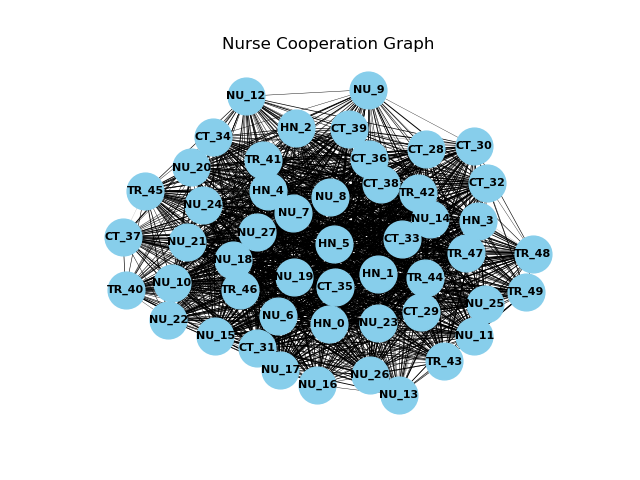 Nurse Cooperation Graph
NU_9
NU_12
HN_2
CT_39
CT_34
CT_30
CT_28
CT_36
TR_41
NU_20
CT_38
CT_32
TR_45
HN_4
TR_42
NU_8
NU_24
NU_7
NU_14
HN_3
NU_27
CT_37
CT_33
NU_21
HN_5
TR_47
TR_48
NU_18
HN_1
NU_19
TR_44
NU_10
CT_35
TR_40
TR_46
TR_49
NU_25
CT_29
NU_6
NU_22
HN_0
NU_23
NU_15
NU_11
CT_31
TR_43
NU_17
NU_26
NU_16
NU_13